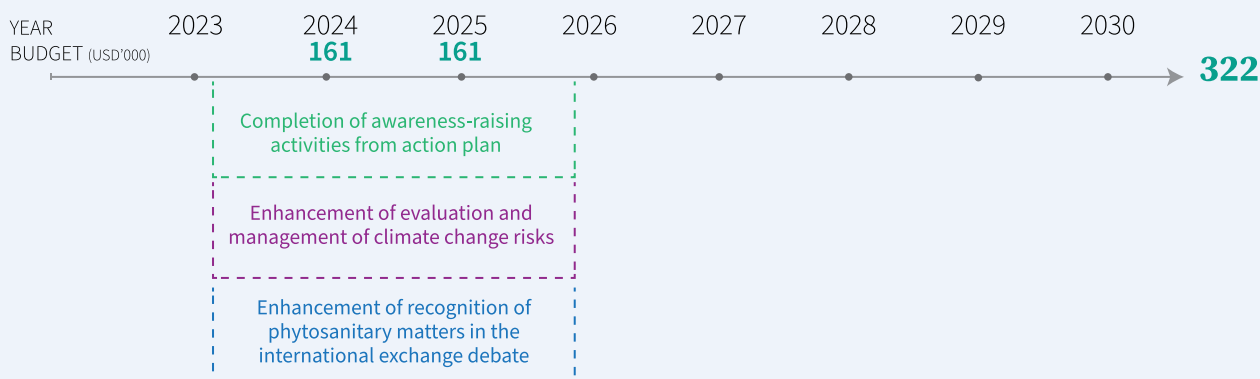 YEAR 2023 2024 2025 2026 2027 2028 2029 2030
BUDGET (USD'000) 161 161
322
Completion of awareness-raising
activities from action plan
Enhancement of evaluation and
management of climate change risks
Enhancement of recognition of
phytosanitary matters in the
international exchange debate